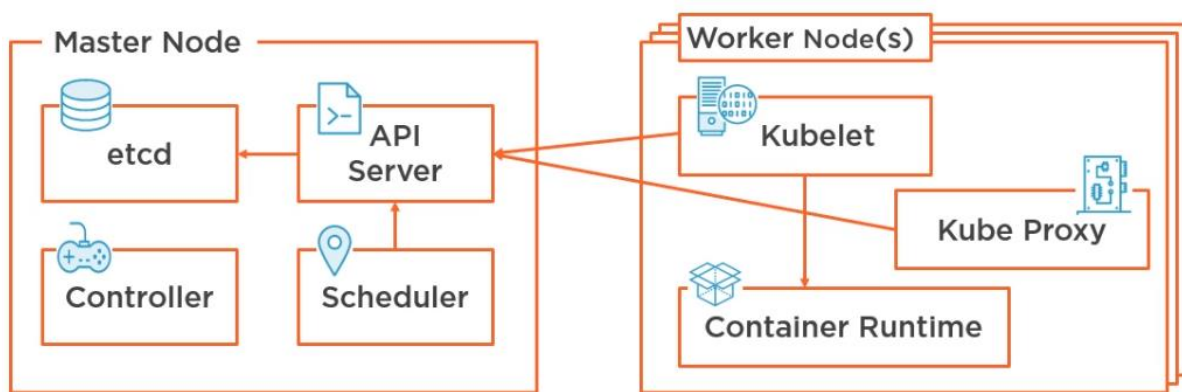 Master Node
etcd
API
Server
Controller
Scheduler
Worker Node(s)
Kubelet
Kube Proxy
Container Runtime